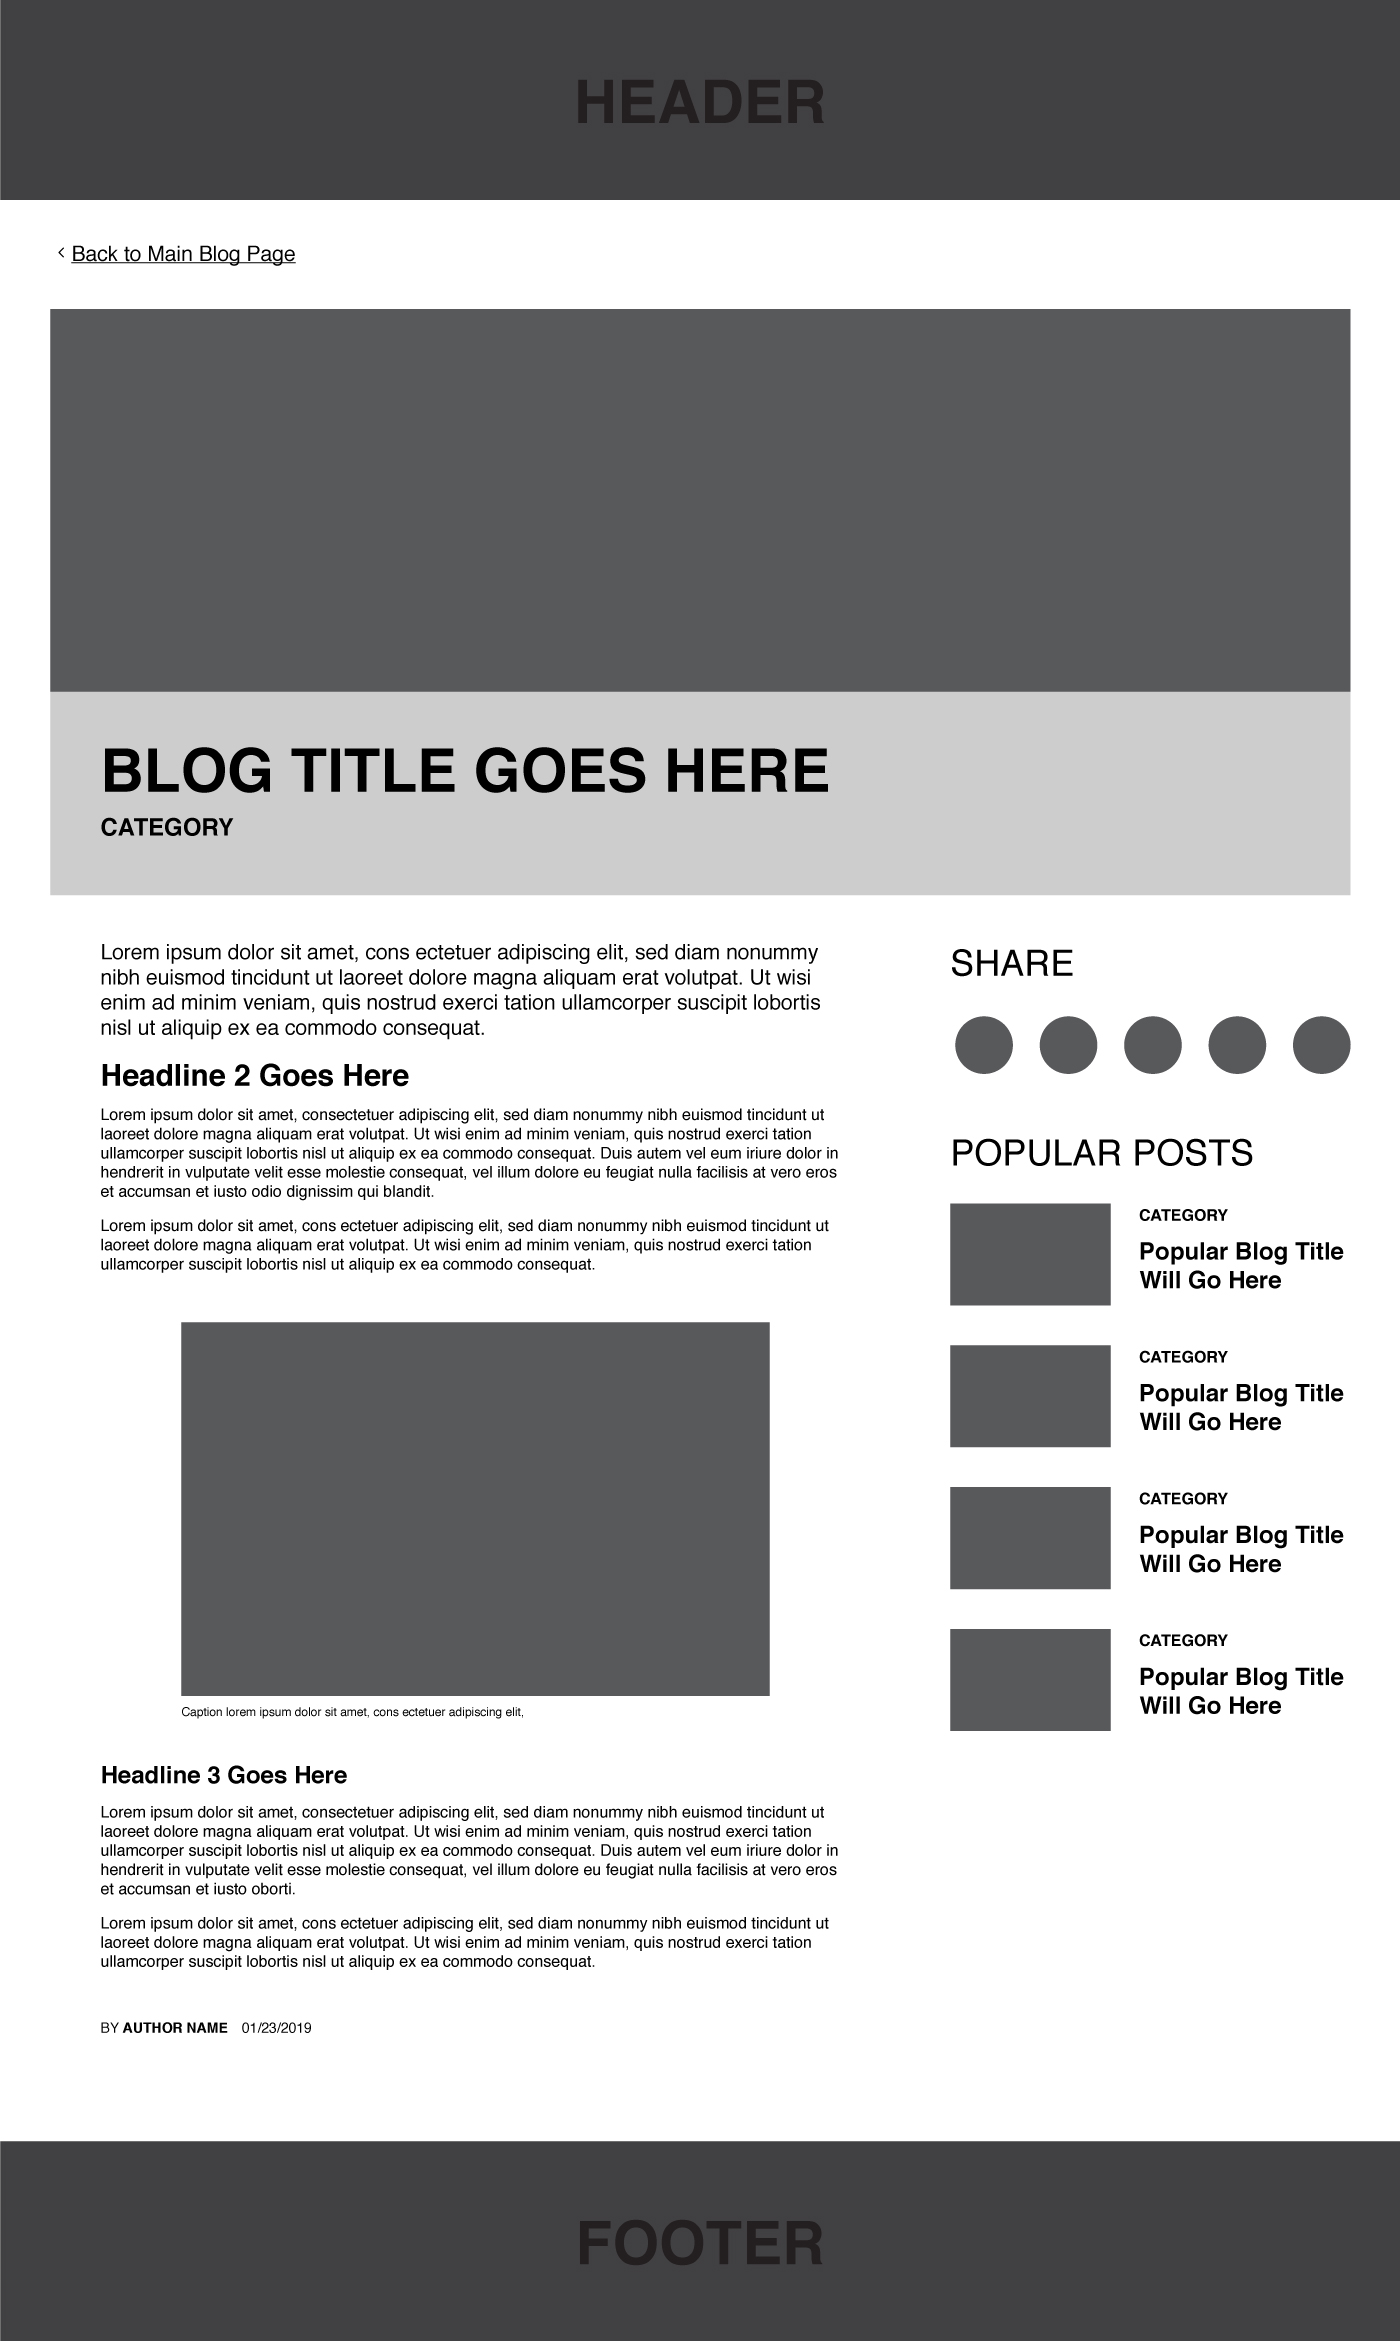 HEADER
‹ Back to Main Blog Page
BLOG TITLE GOES HERE
CATEGORY
Lorem ipsum dolor sit amet, cons ectetuer adipiscing elit, sed diam nonummy
nibh euismod tincidunt ut laoreet dolore magna aliquam erat volutpat. Ut wisi
enim ad minim veniam, quis nostrud exerci tation ullamcorper suscipit lobortis
nisl ut aliquip ex ea commodo consequat.
Headline 2 Goes Here
Lorem ipsum dolor sit amet, consectetuer adipiscing elit, sed diam nonummy nibh euismod tincidunt ut
laoreet dolore magna aliquam erat volutpat. Ut wisi enim ad minim veniam, quis nostrud exerci tation
ullamcorper suscipit lobortis nisl ut aliquip ex ea commodo consequat. Duis autem vel eum iriure dolor in
hendrerit in vulputate velit esse molestie consequat, vel illum dolore eu feugiat nulla facilisis at vero eros
et accumsan et iusto odio dignissim qui blandit.
Lorem ipsum dolor sit amet, cons ectetuer adipiscing elit, sed diam nonummy nibh euismod tincidunt ut
laoreet dolore magna aliquam erat volutpat. Ut wisi enim ad minim veniam, quis nostrud exerci tation
ullamcorper suscipit lobortis nisl ut aliquip ex ea commodo consequat.
Caption lorem ipsum dolor sit amet, cons ectetuer adipiscing elit,
Headline 3 Goes Here
Lorem ipsum dolor sit amet, consectetuer adipiscing elit, sed diam nonummy nibh euismod tincidunt ut
laoreet dolore magna aliquam erat volutpat. Ut wisi enim ad minim veniam, quis nostrud exerci tation
ullamcorper suscipit lobortis nisl ut aliquip ex ea commodo consequat. Duis autem vel eum iriure dolor in
hendrerit in vulputate velit esse molestie consequat, vel illum dolore eu feugiat nulla facilisis at vero eros
et accumsan et iusto oborti.
Lorem ipsum dolor sit amet, cons ectetuer adipiscing elit, sed diam nonummy nibh euismod tincidunt ut
laoreet dolore magna aliquam erat volutpat. Ut wisi enim ad minim veniam, quis nostrud exerci tation
ullamcorper suscipit lobortis nisl ut aliquip ex ea commodo consequat.
BY AUTHOR NAME 01/23/2019
SHARE
POPULAR POSTS
CATEGORY
Popular Blog Title
Will Go Here
CATEGORY
Popular Blog Title
Will Go Here
CATEGORY
Popular Blog Title
Will Go Here
CATEGORY
Popular Blog Title
Will Go Here
FOOTER